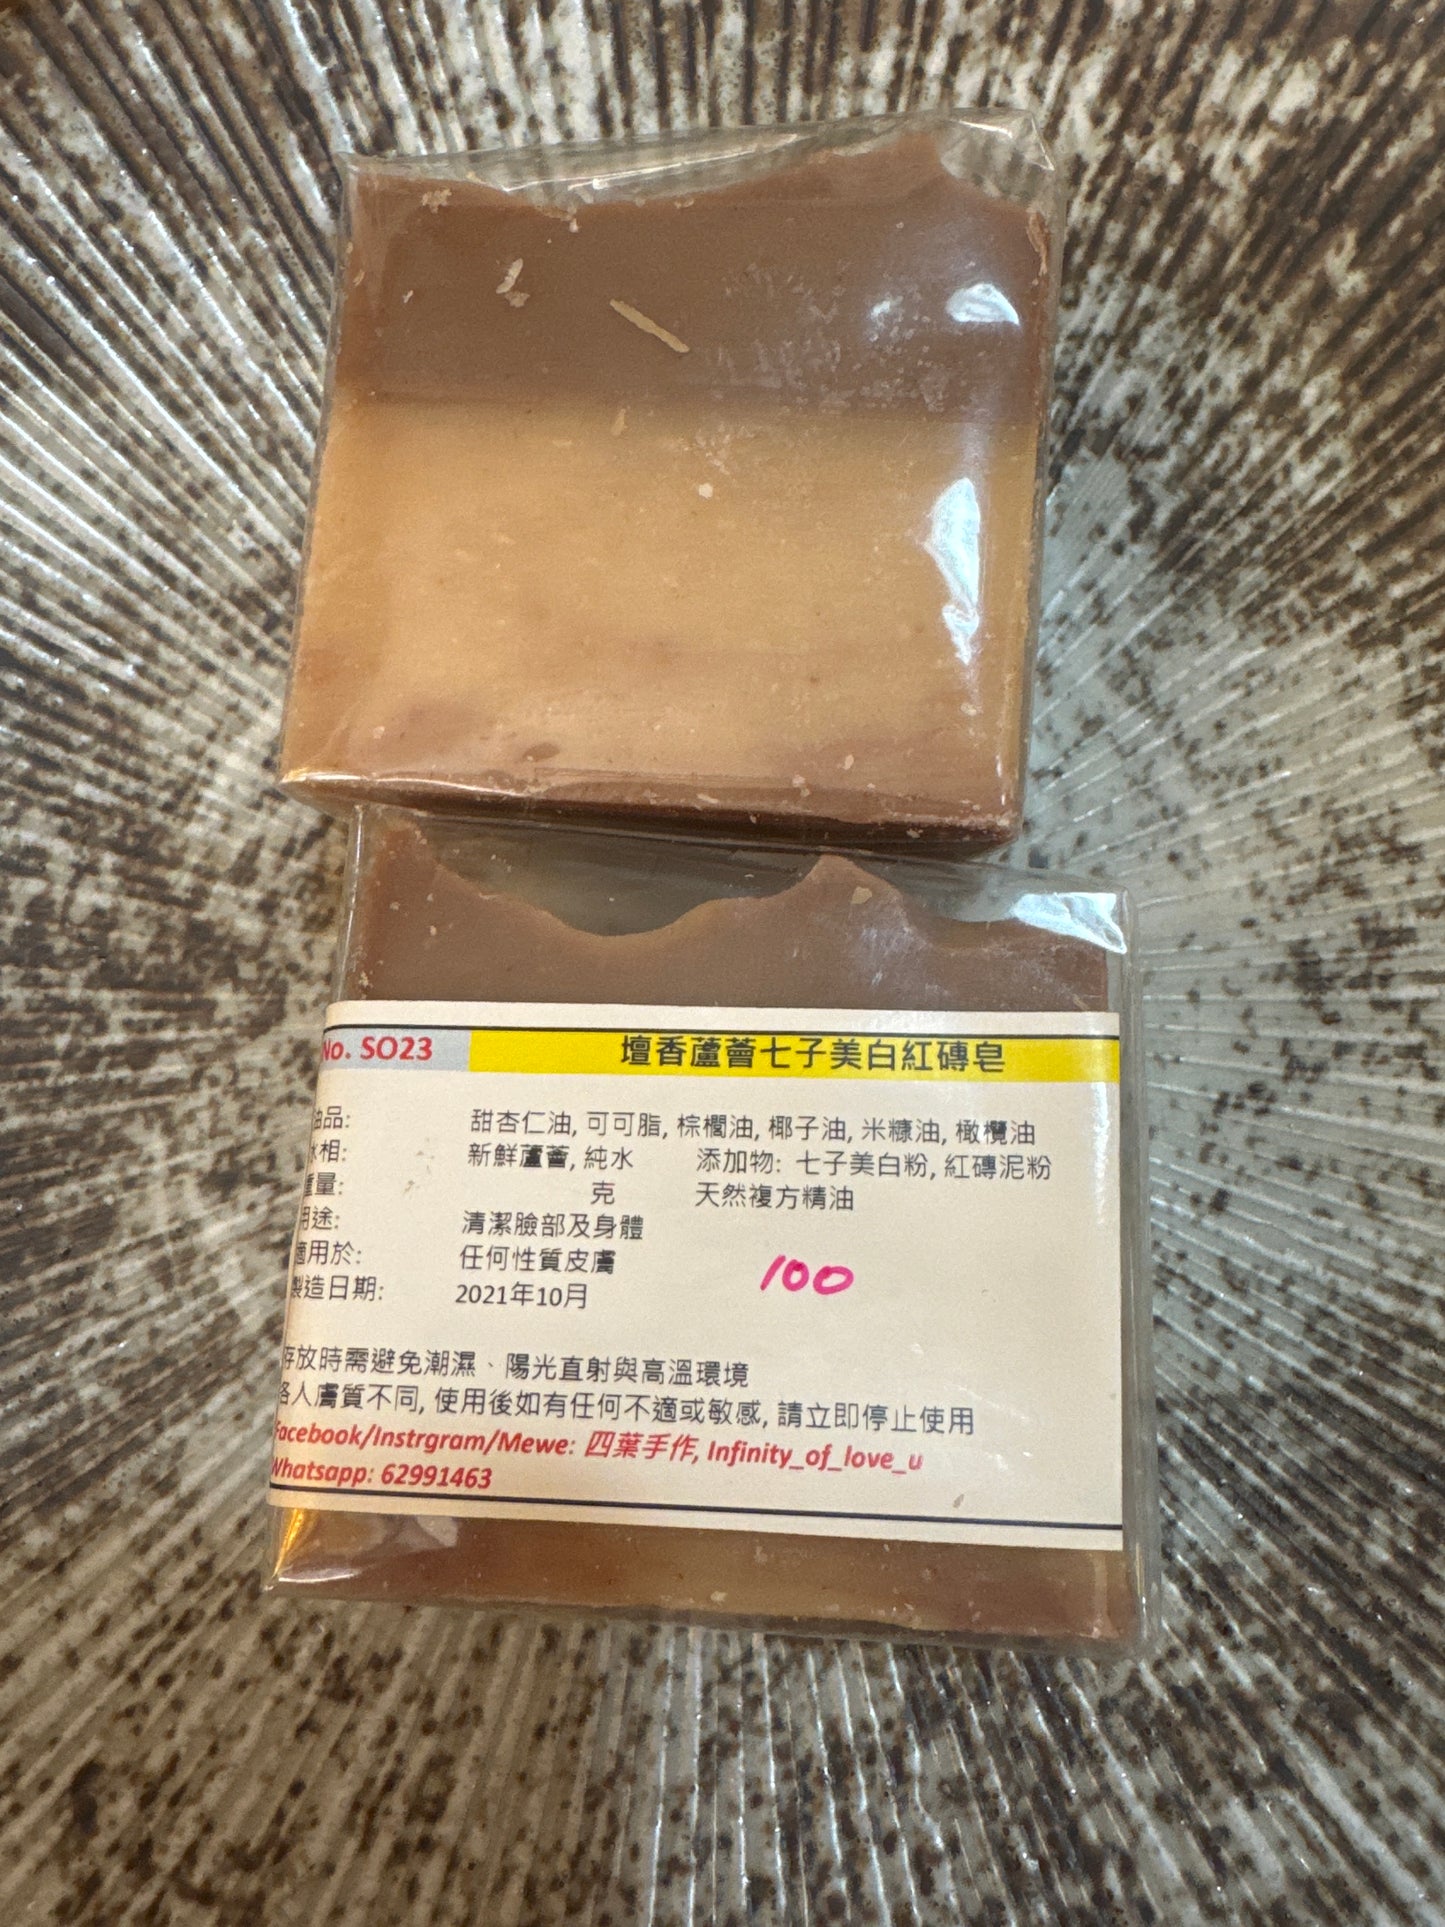 No. SO23 壇香蘆薈七子美白紅磚皂
油品: 甜杏仁油, 可可脂, 棕櫚油, 椰子油, 米糠油, 橄欖油
水相: 新鮮蘆薈, 純水 添加物: 七子美白粉, 紅磚泥粉
重量: 克 天然複方精油
用途: 清潔臉部及身體
適用於: 任何性質皮膚
100
製造日期: 2021年10月
存放時需避免潮濕、陽光直射與高溫環境
各人膚質不同, 使用後如有任何不適或敏感, 請立即停止使用
Facebook/Instrgram/Mewe: 四葉手作, Infinity_of_love_u
Whatsapp: 62991463